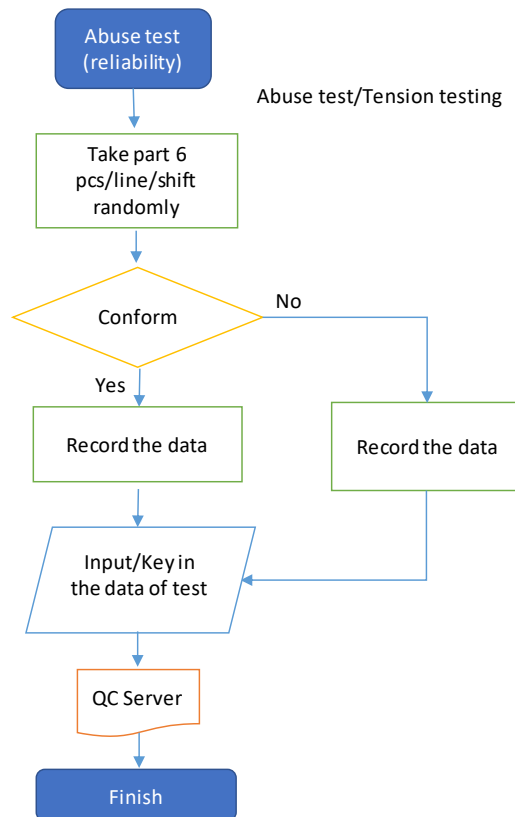 Abuse test
(reliability)
Abuse test/Tension testing
Take part 6
pcs/line/shift
randomly
Conform
No
Yes
Record the data
Record the data
Input/Key in
the data of test
QC Server
Finish